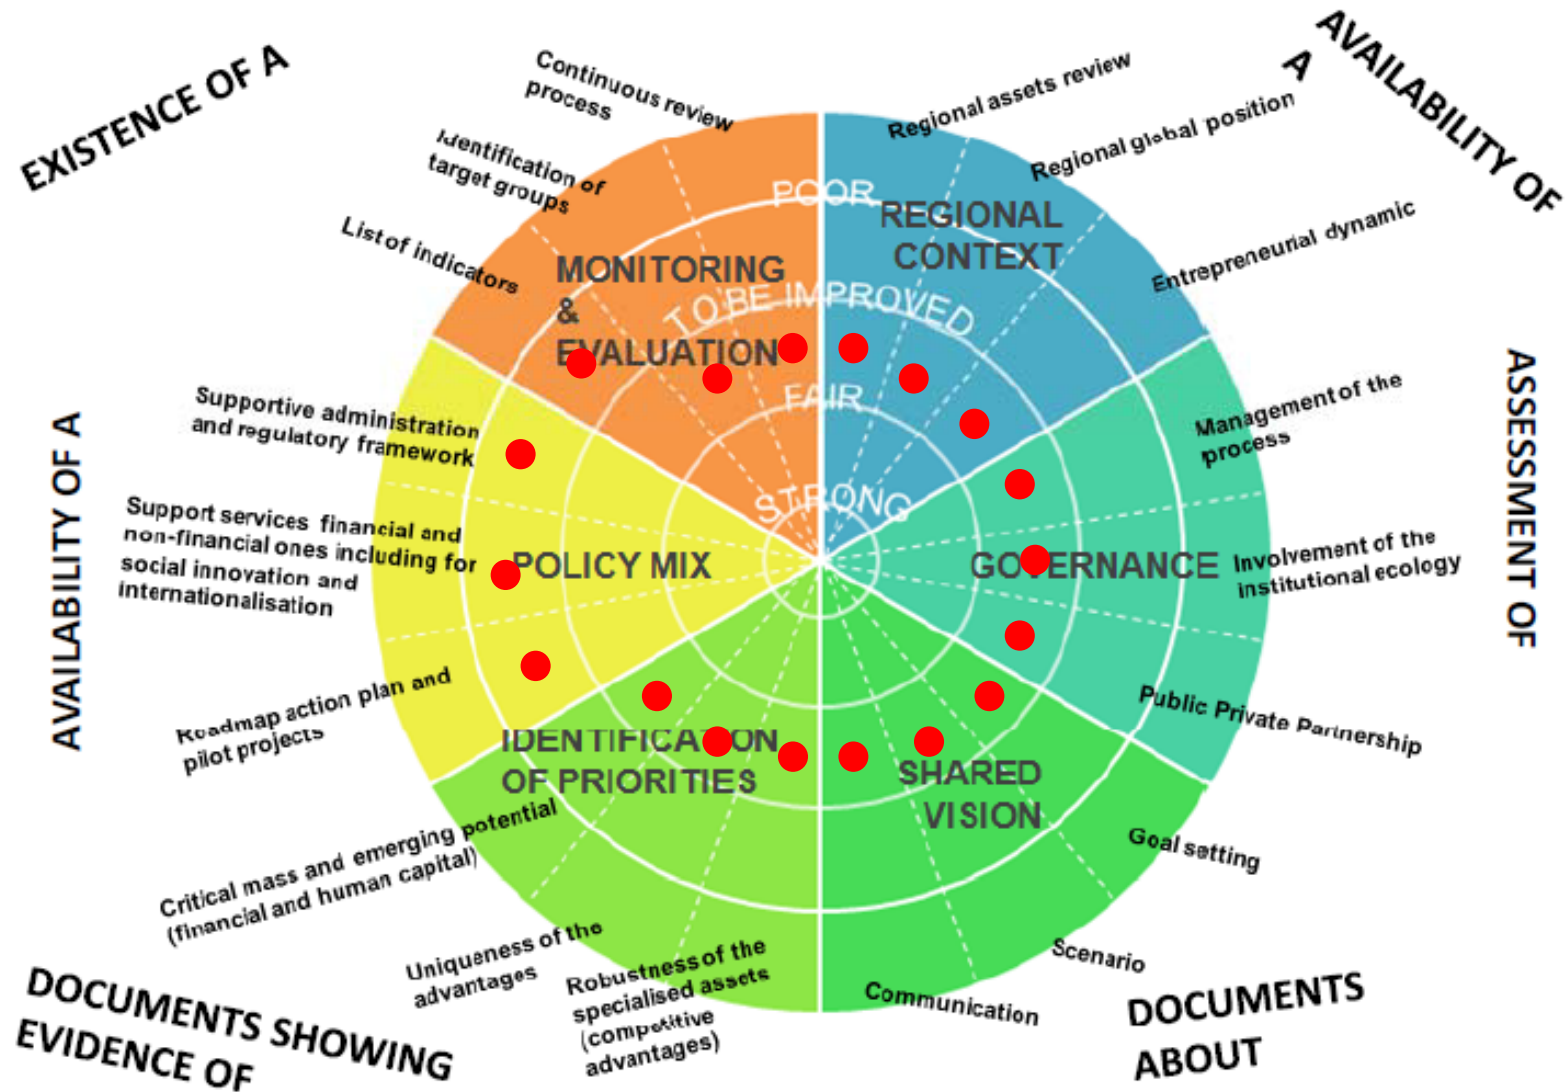 EXISTENCE OF A
Continuous review
process
Identification of
target groups
List of indicators
Regional assets review
Regional global position
Entrepreneurial dynamic
A
AVAILABILITY OF
POOR
TO BE IMPROVED
FAIR
STRONG
MONITORING
&
EVALUATION
REGIONAL
CONTEXT
Supportive administration
and regulatory framework
Support services financial and
non-financial ones including for
social innovation and
internationalisation
Roadmap action plan and
pilot projects
AVAILABILITY OF A
POLICY MIX
GOVERNANCE
Management of the
process
Involvement of the
institutional ecology
Public Private Partnership
ASSESSMENT OF
IDENTIFICATION
OF PRIORITIES
SHARED
VISION
Critical mass and emerging potential
(financial and human capital)
Uniqueness of the
advantages
Robustness of the
specialised assets
(competitive
advantages)
Goal setting
Scenario
Communication
DOCUMENTS SHOWING
EVIDENCE OF
DOCUMENTS
ABOUT